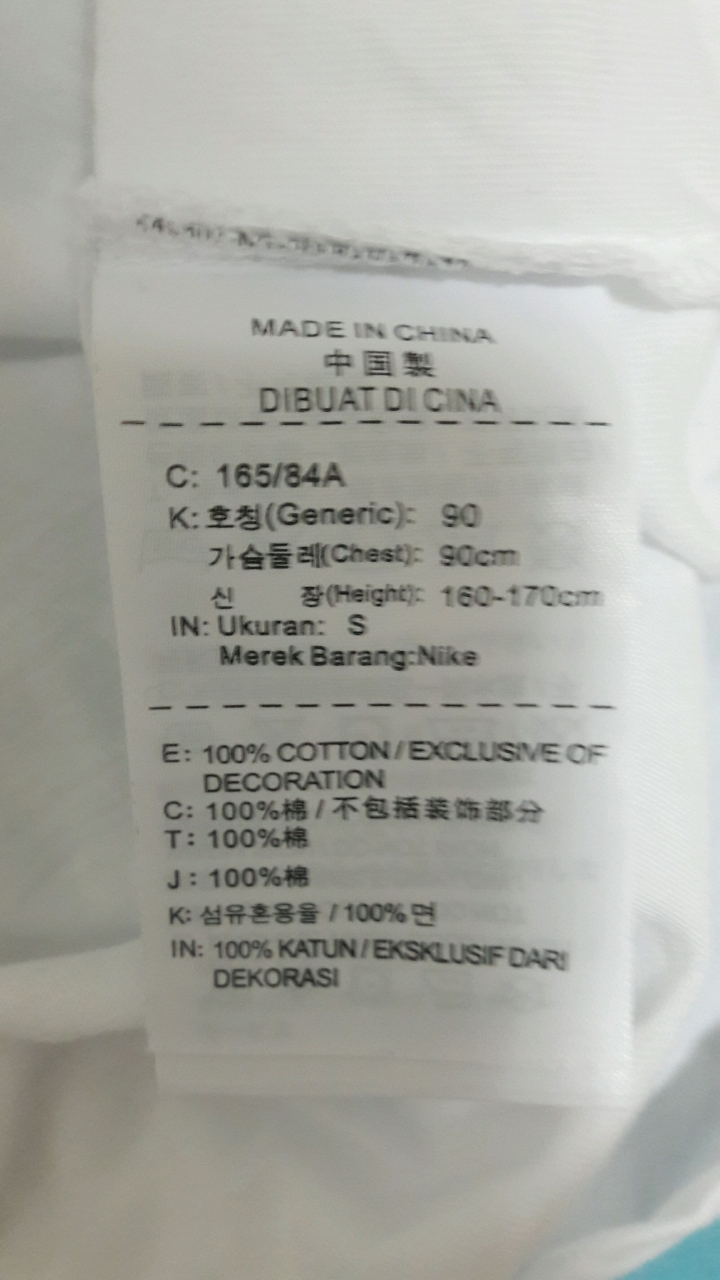 MADE IN CHINA
中国製
DIBUAT DI CINA
C: 165/84A
K: 호칭(Generic): 90
가슴둘레(Chest): 90cm
신 장(Height): 160-170cm
IN: Ukuran: S
Merek Barang:Nike
E: 100% COTTON / EXCLUSIVE OF
DECORATION
C: 100%棉 / 不包括装饰部分
T: 100%棉
J : 100%棉
K: 섬유혼용율 / 100% 면
IN: 100% KATUN / EKSKLUSIF DARI
DEKORASI